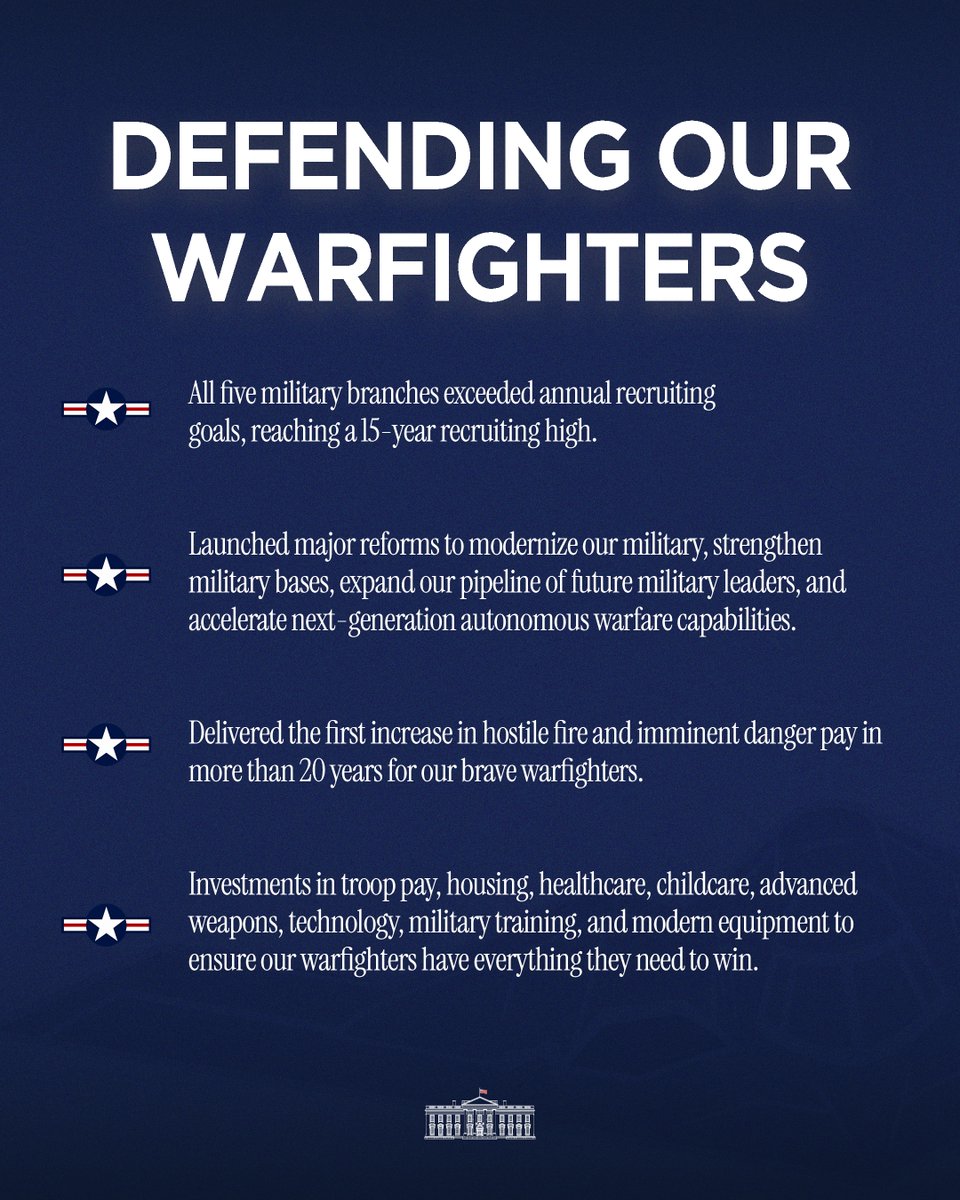 DEFENDING OUR
WARFIGHTERS
All five military branches exceeded annual recruiting
goals, reaching a 15-year recruiting high.
Launched major reforms to modernize our military, strengthen
military bases, expand our pipeline of future military leaders, and
accelerate next-generation autonomous warfare capabilities.
Delivered the first increase in hostile fire and imminent danger pay in
more than 20 years for our brave warfighters.
Investments in troop pay, housing, healthcare, childcare, advanced
weapons, technology, military training, and modern equipment to
ensure our warfighters have everything they need to win.